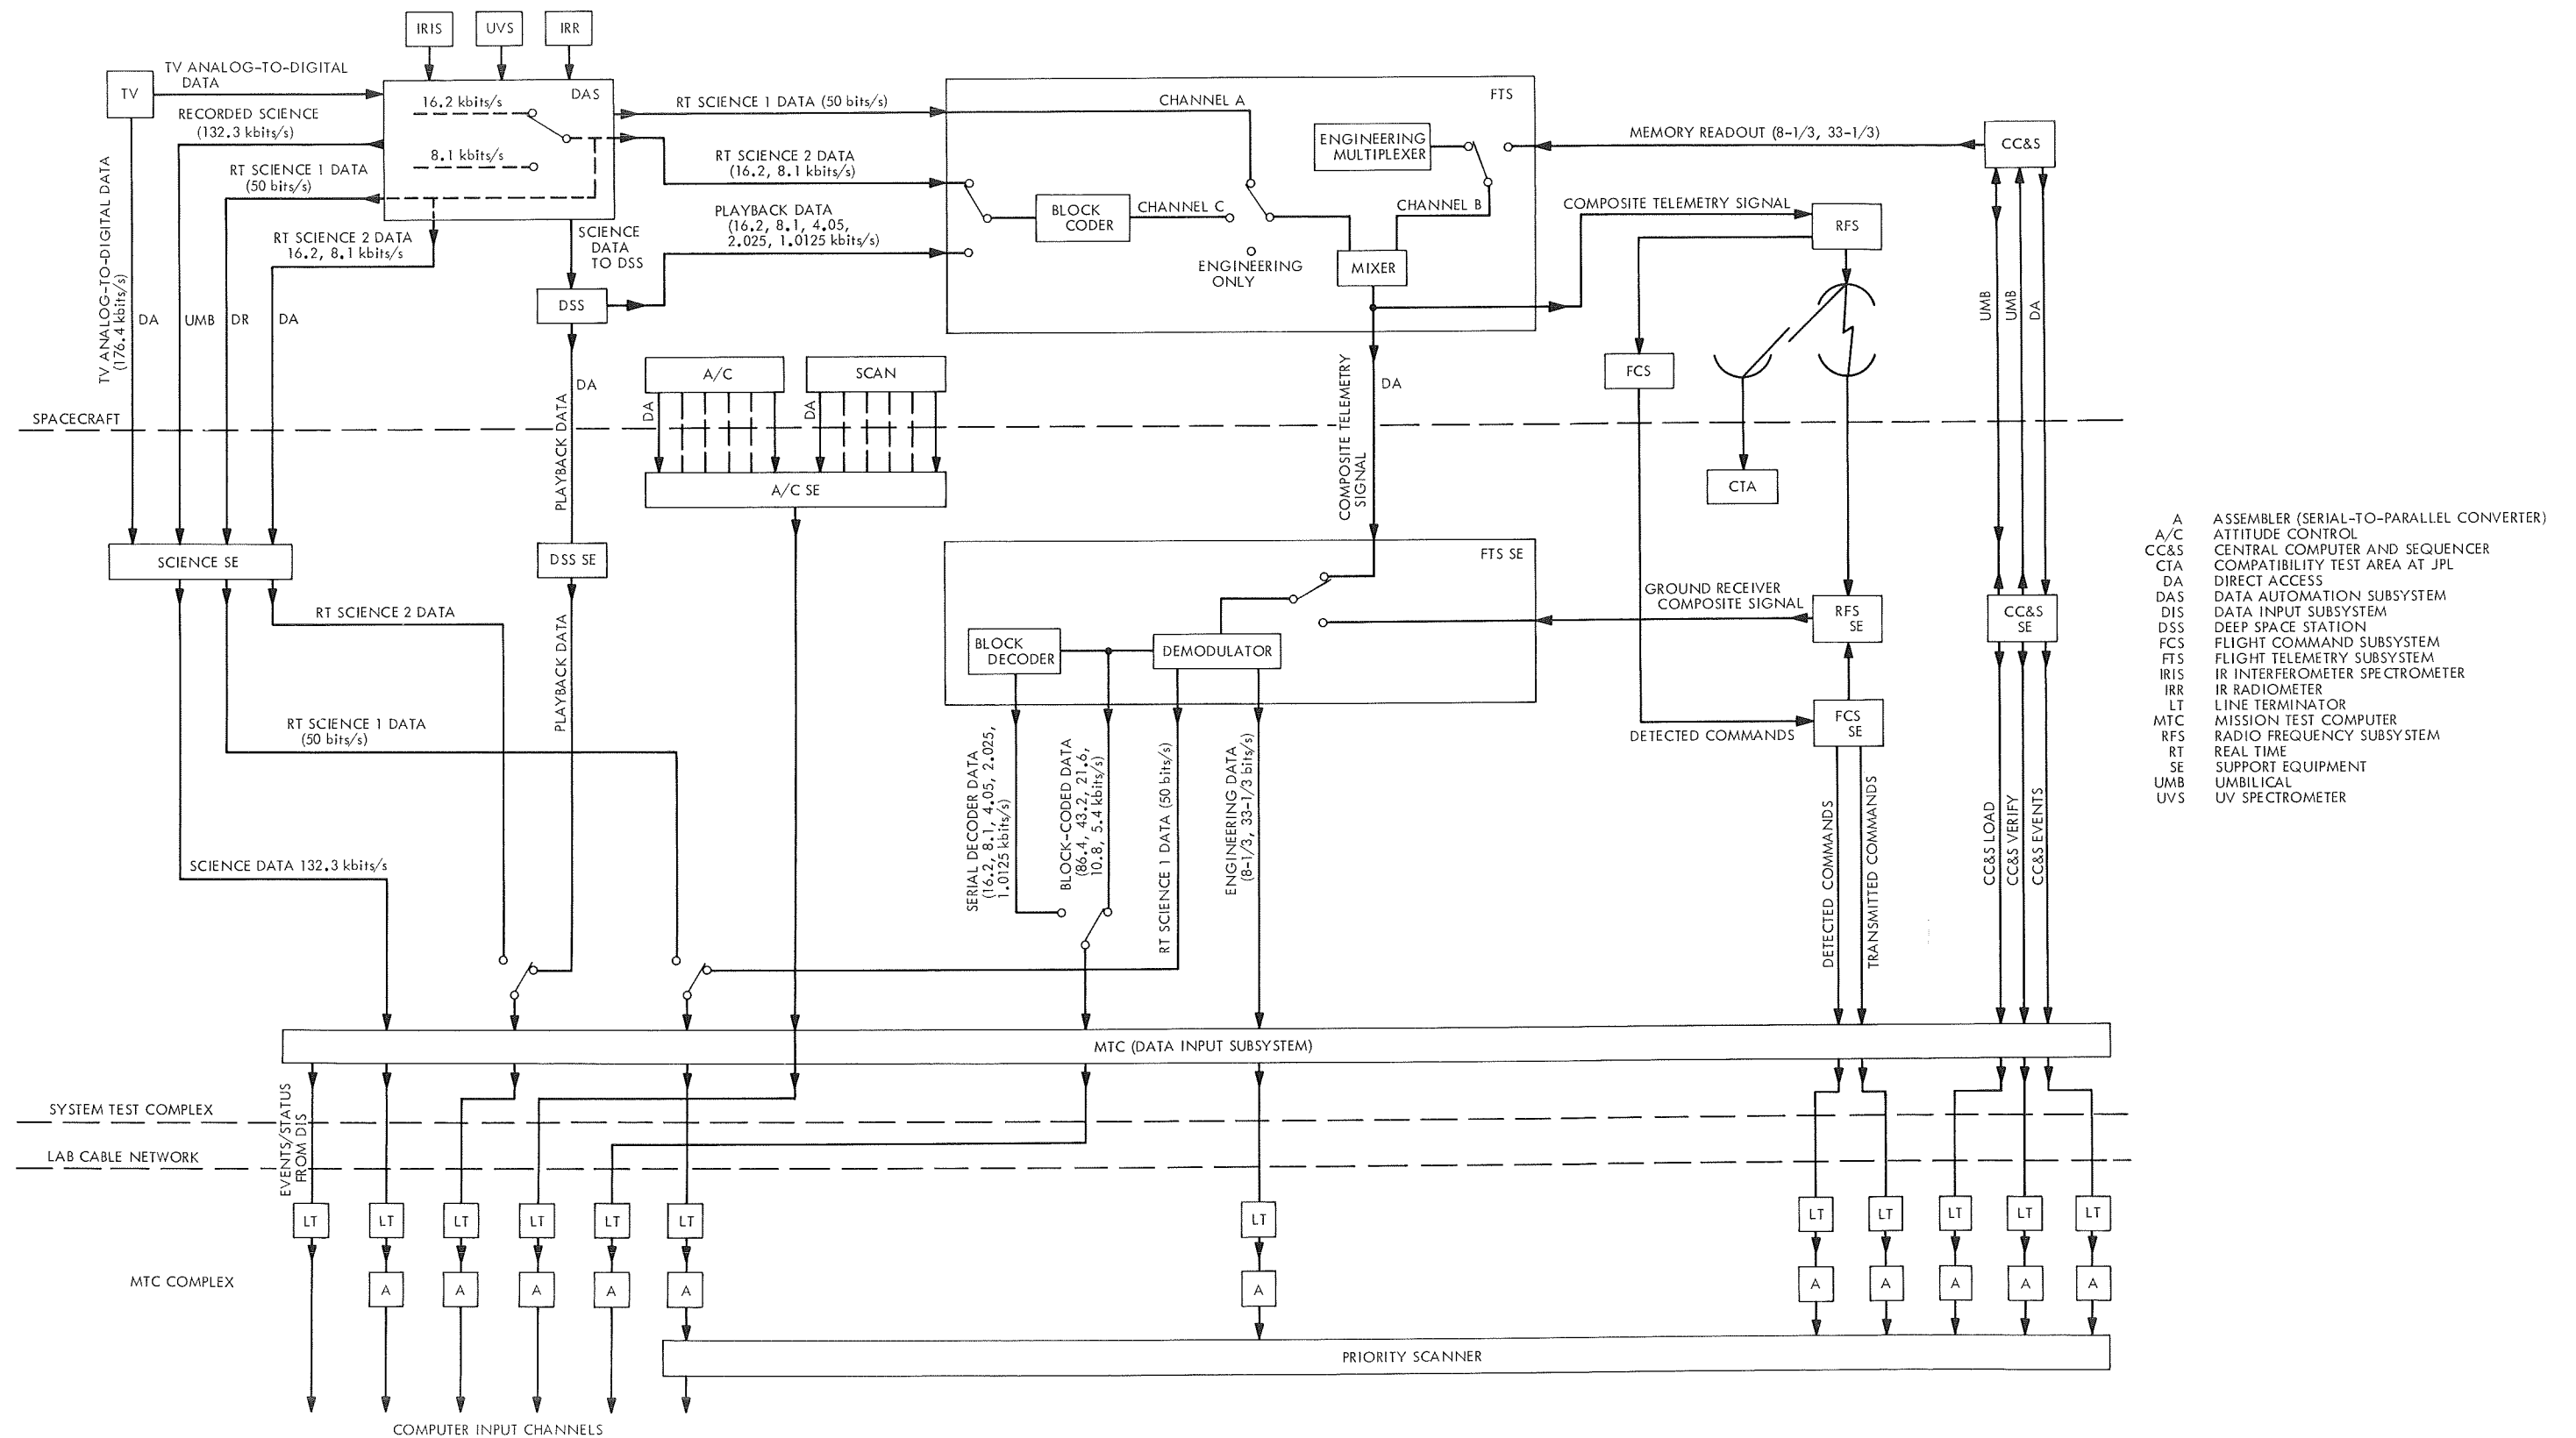 IRIS
UVS
IRR
TV ANALOG-TO-DIGITAL
DATA
TV
16.2 kbits/s
DAS
RECORDED SCIENCE
(132.3 kbits/s)
8.1 kbits/s
RT SCIENCE 1 DATA
(50 bits/s)
RT SCIENCE 2 DATA
16.2, 8.1 kbits/s
TV ANALOG-TO-DIGITAL DATA
(176.4 kbits/s)
DA
UMB
DR
DA
SCIENCE
DATA
TO DSS
DSS
DA
PLAYBACK DATA
RT SCIENCE 1 DATA (50 bits/s)
RT SCIENCE 2 DATA
(16.2, 8.1 kbits/s)
PLAYBACK DATA
(16.2, 8.1, 4.05,
2.025, 1.0125 kbits/s)
CHANNEL A
FTS
ENGINEERING
MULTIPLEXER
BLOCK
CODER
CHANNEL C
CHANNEL B
ENGINEERING
ONLY
MIXER
MEMORY READOUT (8-1/3, 33-1/3)
CC&S
COMPOSITE TELEMETRY SIGNAL
RFS
FCS
UMB
UMB
DA
A/C
SCAN
DA
DA
COMPOSITE TELEMETRY
SIGNAL
DA
SPACECRAFT
A/C SE
CTA
SCIENCE SE
DSS SE
FTS SE
RT SCIENCE 2 DATA
PLAYBACK DATA
BLOCK
DECODER
DEMODULATOR
GROUND RECEIVER
COMPOSITE SIGNAL
RFS
SE
CC&S
SE
FCS
SE
DETECTED COMMANDS
RT SCIENCE 1 DATA
(50 bits/s)
SCIENCE DATA 132.3 kbits/s
SERIAL DECODER DATA
(16.2, 8.1, 4.05, 2.025,
1.0125 kbits/s)
BLOCK-CODED DATA
(86.4, 43.2, 21.6,
10.8, 5.4 kbits/s)
RT SCIENCE 1 DATA (50 bits/s)
ENGINEERING DATA
(8-1/3, 33-1/3 bits/s)
DETECTED COMMANDS
TRANSMITTED COMMANDS
CC&S LOAD
CC&S VERIFY
CC&S EVENTS
A ASSEMBLER (SERIAL-TO-PARALLEL CONVERTER)
A/C ATTITUDE CONTROL
CC&S CENTRAL COMPUTER AND SEQUENCER
CTA COMPATIBILITY TEST AREA AT JPL
DA DIRECT ACCESS
DAS DATA AUTOMATION SUBSYSTEM
DIS DATA INPUT SUBSYSTEM
DSS DEEP SPACE STATION
FCS FLIGHT COMMAND SUBSYSTEM
FTS FLIGHT TELEMETRY SUBSYSTEM
IRIS IR INTERFEROMETER SPECTROMETER
IRR IR RADIOMETER
LT LINE TERMINATOR
MTC MISSION TEST COMPUTER
RFS RADIO FREQUENCY SUBSYSTEM
RT REAL TIME
SE SUPPORT EQUIPMENT
UMB UMBILICAL
UVS UV SPECTROMETER
MTC (DATA INPUT SUBSYSTEM)
SYSTEM TEST COMPLEX
LAB CABLE NETWORK
EVENTS/STATUS
FROM DIS
LT LT LT LT LT LT LT LT LT LT LT LT
MTC COMPLEX
A A A A A A A A A A A
PRIORITY SCANNER
COMPUTER INPUT CHANNELS